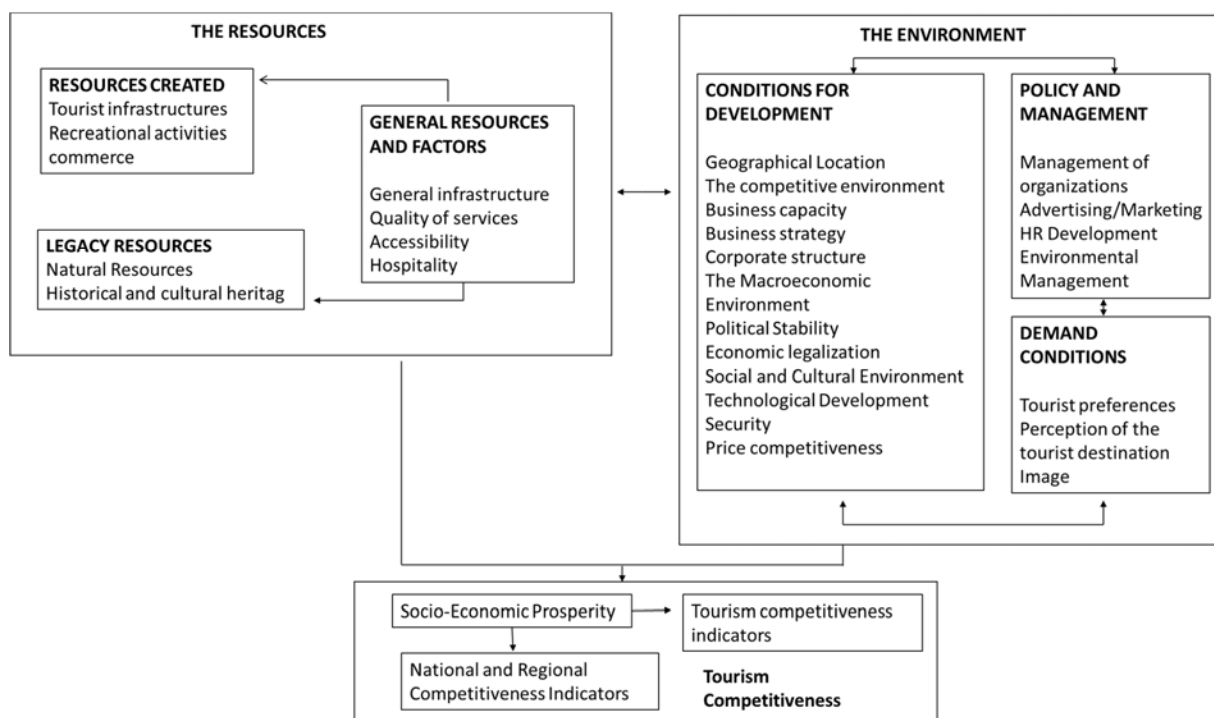 THE RESOURCES
RESOURCES CREATED
Tourist infrastructures
Recreational activities
commerce
GENERAL RESOURCES
AND FACTORS
General infrastructure
Quality of services
Accessibility
Hospitality
LEGACY RESOURCES
Natural Resources
Historical and cultural heritag
THE ENVIRONMENT
CONDITIONS FOR
DEVELOPMENT
Geographical Location
The competitive environment
Business capacity
Business strategy
Corporate structure
The Macroeconomic
Environment
Political Stability
Economic legalization
Social and Cultural Environment
Technological Development
Security
Price competitiveness
POLICY AND
MANAGEMENT
Management of
organizations
Advertising/Marketing
HR Development
Environmental
Management
DEMAND
CONDITIONS
Tourist preferences
Perception of the
tourist destination
Image
Socio-Economic Prosperity
Tourism competitiveness
indicators
National and Regional
Competitiveness Indicators
Tourism
Competitiveness